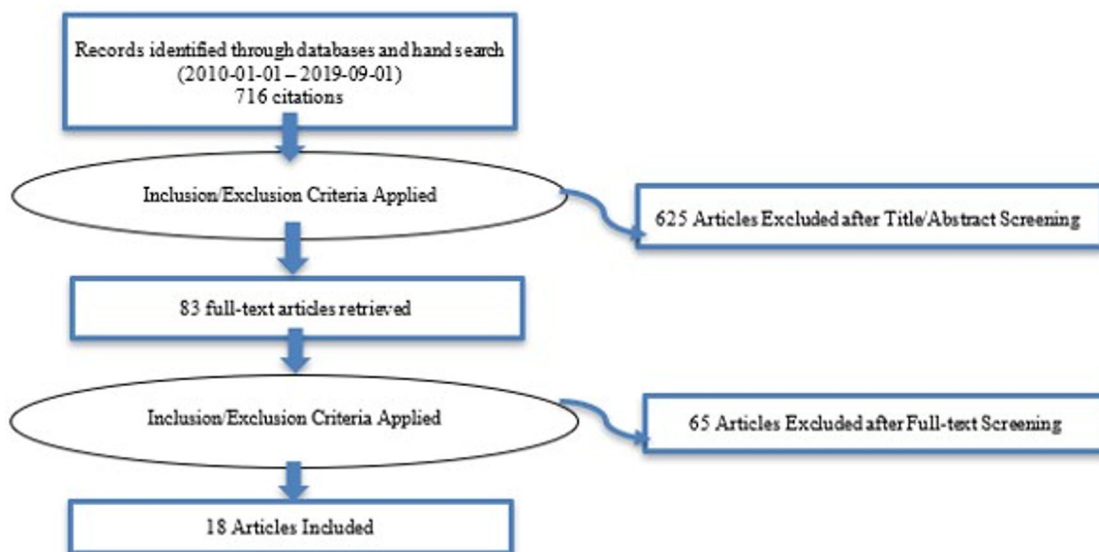 Records identified through databases and hand search
(2010-01-01 – 2019-09-01)
716 citations
Inclusion/Exclusion Criteria Applied
625 Articles Excluded after Title/Abstract Screening
83 full-text articles retrieved
Inclusion/Exclusion Criteria Applied
65 Articles Excluded after Full-text Screening
18 Articles Included